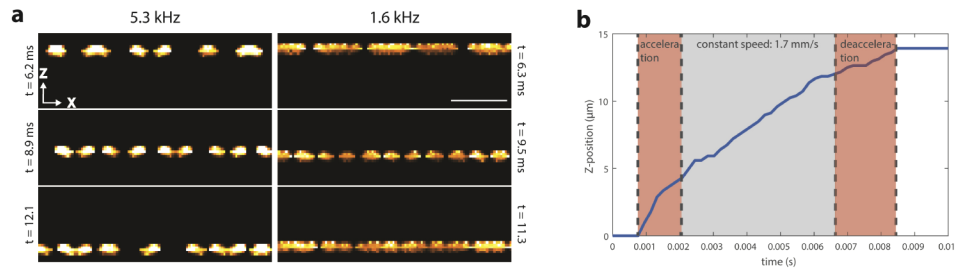 a
5.3 kHz
1.6 kHz
t = 6.2 ms
Z
X
t = 6.3 ms
t = 8.9 ms
t = 9.5 ms
t = 12.1
t = 11.3
b
accelera-
tion
constant speed: 1.7 mm/s
deaccelera-
tion
15
10
5
0
Z-position (µm)
0
0.001
0.002
0.003
0.004
0.005
0.006
0.007
0.008
0.009
0.01
time (s)